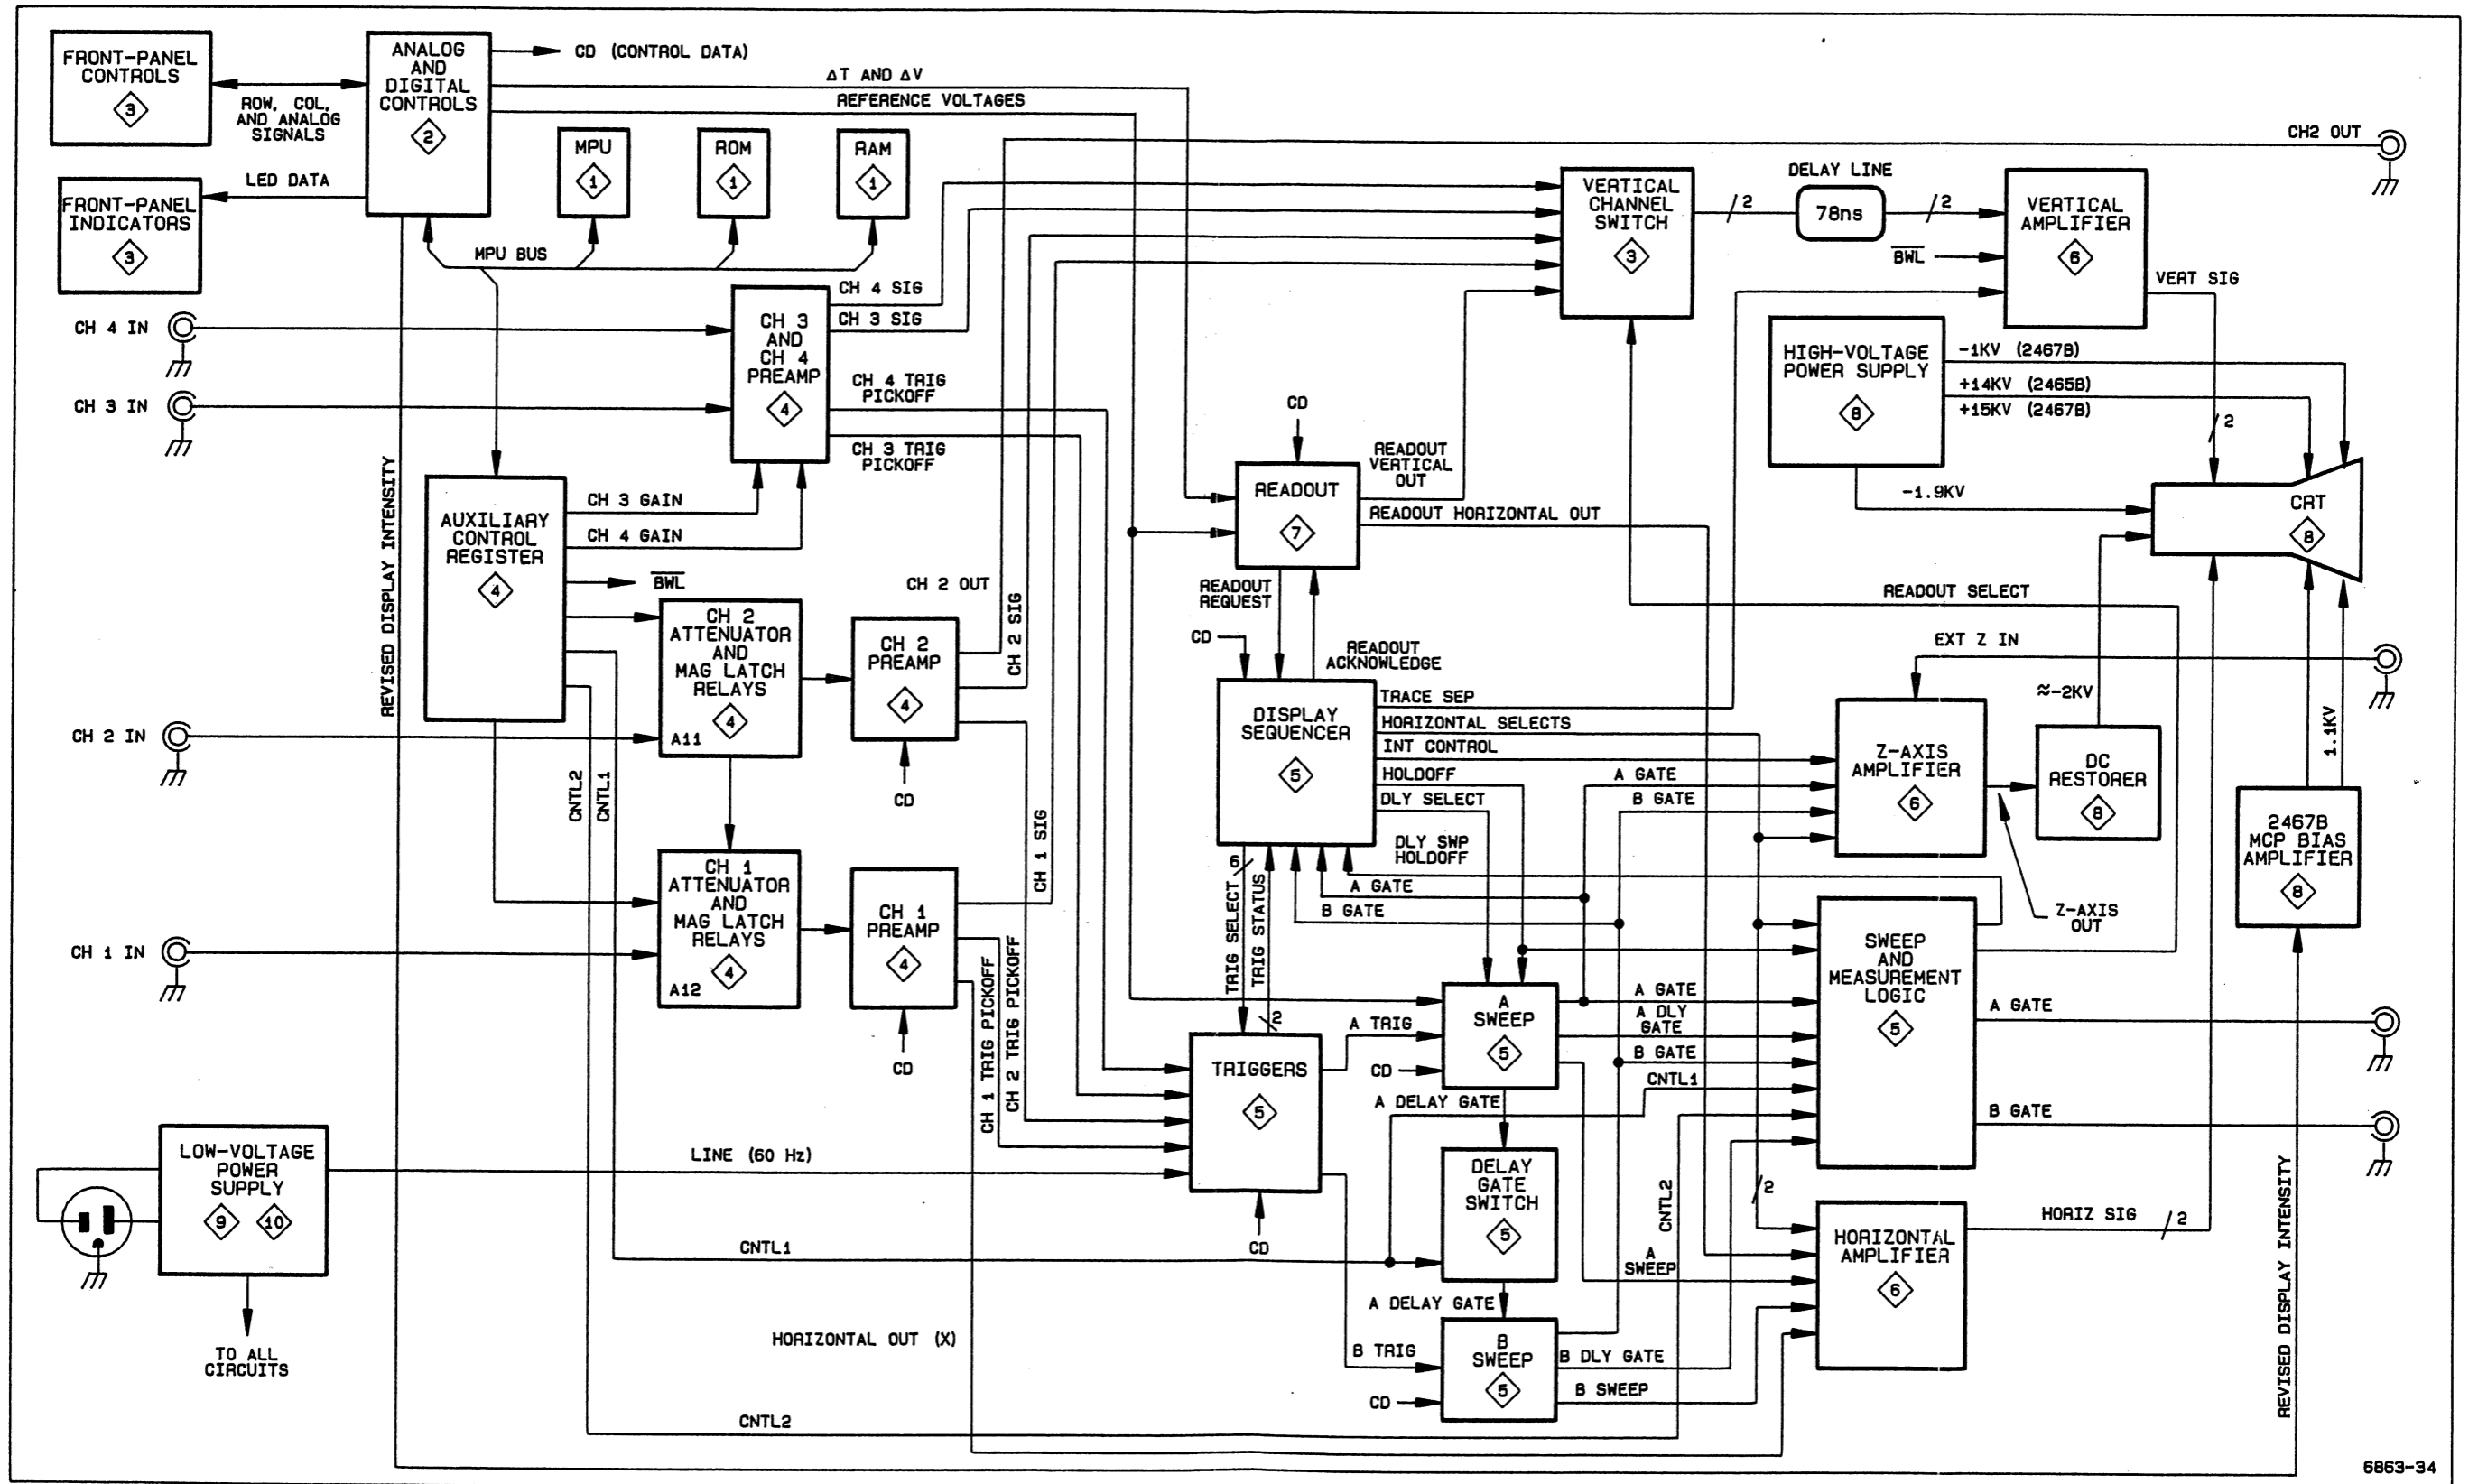 FRONT-PANEL
CONTROLS
3
ROW, COL,
AND ANALOG
SIGNALS
ANALOG
AND
DIGITAL
CONTROLS
2
CD (CONTROL DATA)
ΔT AND ΔV
REFERENCE VOLTAGES
FRONT-PANEL
INDICATORS
3
LED DATA
MPU
1
ROM
1
RAM
1
MPU BUS
CH2 OUT
VERTICAL
CHANNEL
SWITCH
3
2
DELAY LINE
78ns
2
VERTICAL
AMPLIFIER
6
BWL
VERT SIG
2
CH 4 IN
CH 3 IN
CH 3
AND
CH 4
PREAMP
4
CH 4 SIG
CH 3 SIG
CH 4 TRIG
PICKOFF
CH 3 TRIG
PICKOFF
HIGH-VOLTAGE
POWER SUPPLY
8
-1KV (2467B)
+14KV (2465B)
+15KV (2467B)
-1.9KV
CRT
8
CD
READOUT
7
READOUT
VERTICAL
OUT
READOUT HORIZONTAL OUT
READOUT
REQUEST
READOUT
ACKNOWLEDGE
READOUT SELECT
REVISED DISPLAY INTENSITY
AUXILIARY
CONTROL
REGISTER
4
CH 3 GAIN
CH 4 GAIN
BWL
CNTL2
CNTL1
CH 2
ATTENUATOR
AND
MAG LATCH
RELAYS
4
A11
CH 2 IN
CH 2
PREAMP
4
CD
CH 2 OUT
CH 2 SIG
CH 1 SIG
CD
DISPLAY
SEQUENCER
5
TRACE SEP
HORIZONTAL SELECTS
INT CONTROL
HOLDOFF
DLY SELECT
DLY SWP
HOLDOFF
A GATE
B GATE
A GATE
B GATE
EXT Z IN
Z-AXIS
AMPLIFIER
6
≈-2KV
DC
RESTORER
8
Z-AXIS
OUT
1.1KV
2467B
MCP BIAS
AMPLIFIER
8
CH 1
ATTENUATOR
AND
MAG LATCH
RELAYS
4
A12
CH 1 IN
CH 1
PREAMP
4
CD
CH 1 TRIG PICKOFF
CH 2 TRIG PICKOFF
TRIG SELECT
6
TRIG STATUS
2
TRIGGERS
5
CD
A TRIG
A
SWEEP
5
CD
A GATE
A DLY
GATE
B GATE
CNTL1
A DELAY GATE
SWEEP
AND
MEASUREMENT
LOGIC
5
A GATE
B GATE
LOW-VOLTAGE
POWER
SUPPLY
9
10
LINE (60 Hz)
TO ALL
CIRCUITS
CNTL1
DELAY
GATE
SWITCH
5
CNTL2
2
A
SWEEP
HORIZONTAL
AMPLIFIER
6
HORIZ SIG
2
A DELAY GATE
HORIZONTAL OUT (X)
B TRIG
B
SWEEP
5
CD
B DLY GATE
B SWEEP
CNTL2
REVISED DISPLAY INTENSITY
6863-34